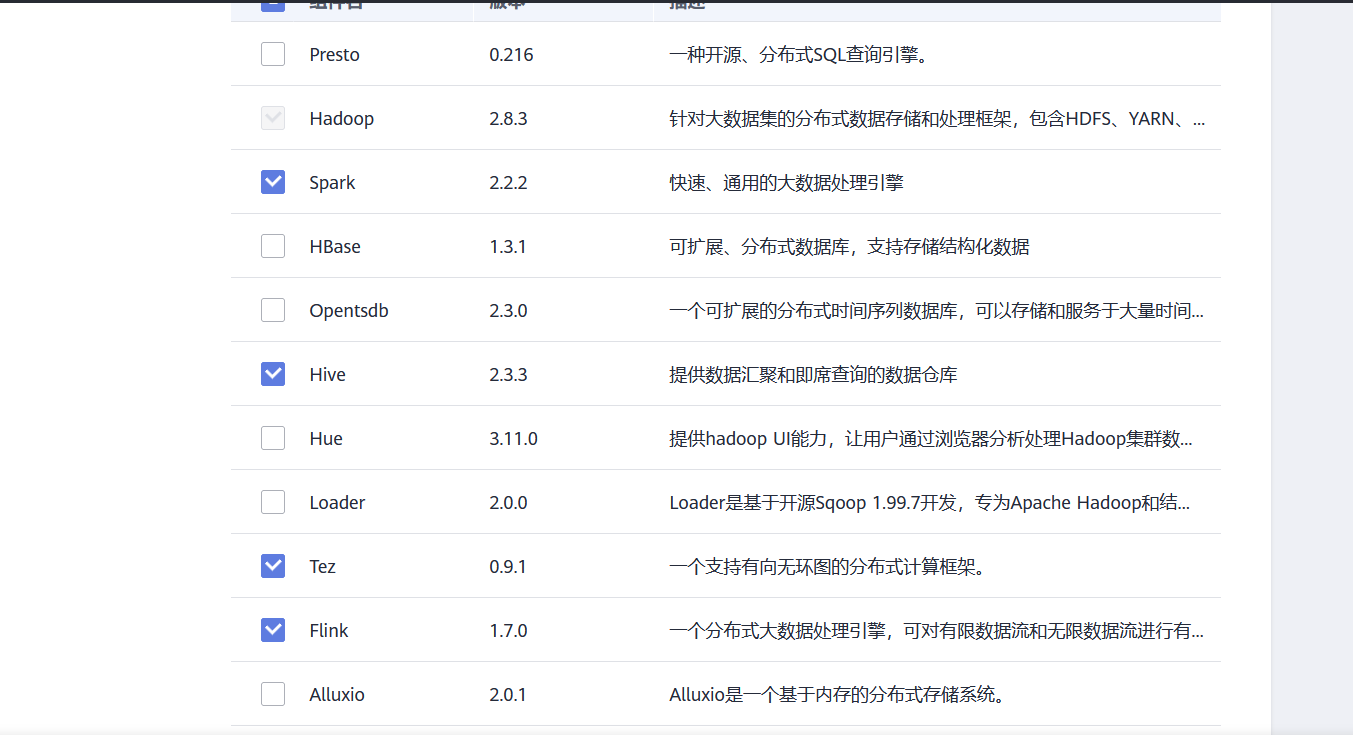 组件名 版本 描述
Presto 0.216 一种开源、分布式SQL查询引擎。
Hadoop 2.8.3 针对大数据集的分布式数据存储和处理框架，包含HDFS、YARN、...
Spark 2.2.2 快速、通用的大数据处理引擎
HBase 1.3.1 可扩展、分布式数据库，支持存储结构化数据
Opentsdb 2.3.0 一个可扩展的分布式时间序列数据库，可以存储和服务于大量时间...
Hive 2.3.3 提供数据汇聚和即席查询的数据仓库
Hue 3.11.0 提供hadoop UI能力，让用户通过浏览器分析处理Hadoop集群数...
Loader 2.0.0 Loader是基于开源Sqoop 1.99.7开发，专为Apache Hadoop和结...
Tez 0.9.1 一个支持有向无环图的分布式计算框架。
Flink 1.7.0 一个分布式大数据处理引擎，可对有限数据流和无限数据流进行有...
Alluxio 2.0.1 Alluxio是一个基于内存的分布式存储系统。